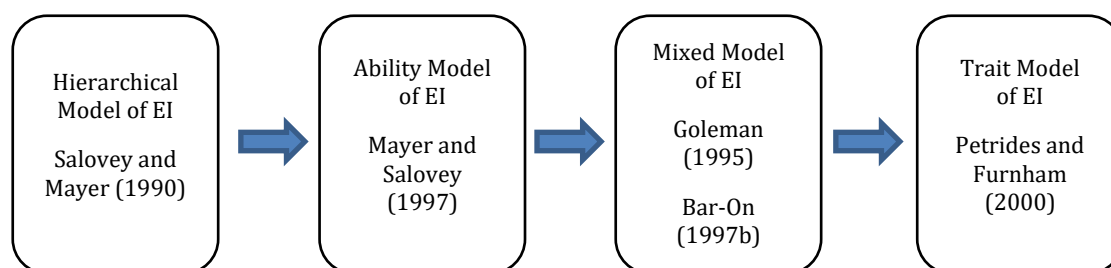 Hierarchical
Model of EI
Salovey and
Mayer (1990)
Ability Model
of EI
Mayer and
Salovey
(1997)
Mixed Model
of EI
Goleman
(1995)
Bar-On
(1997b)
Trait Model
of EI
Petrides and
Furnham
(2000)